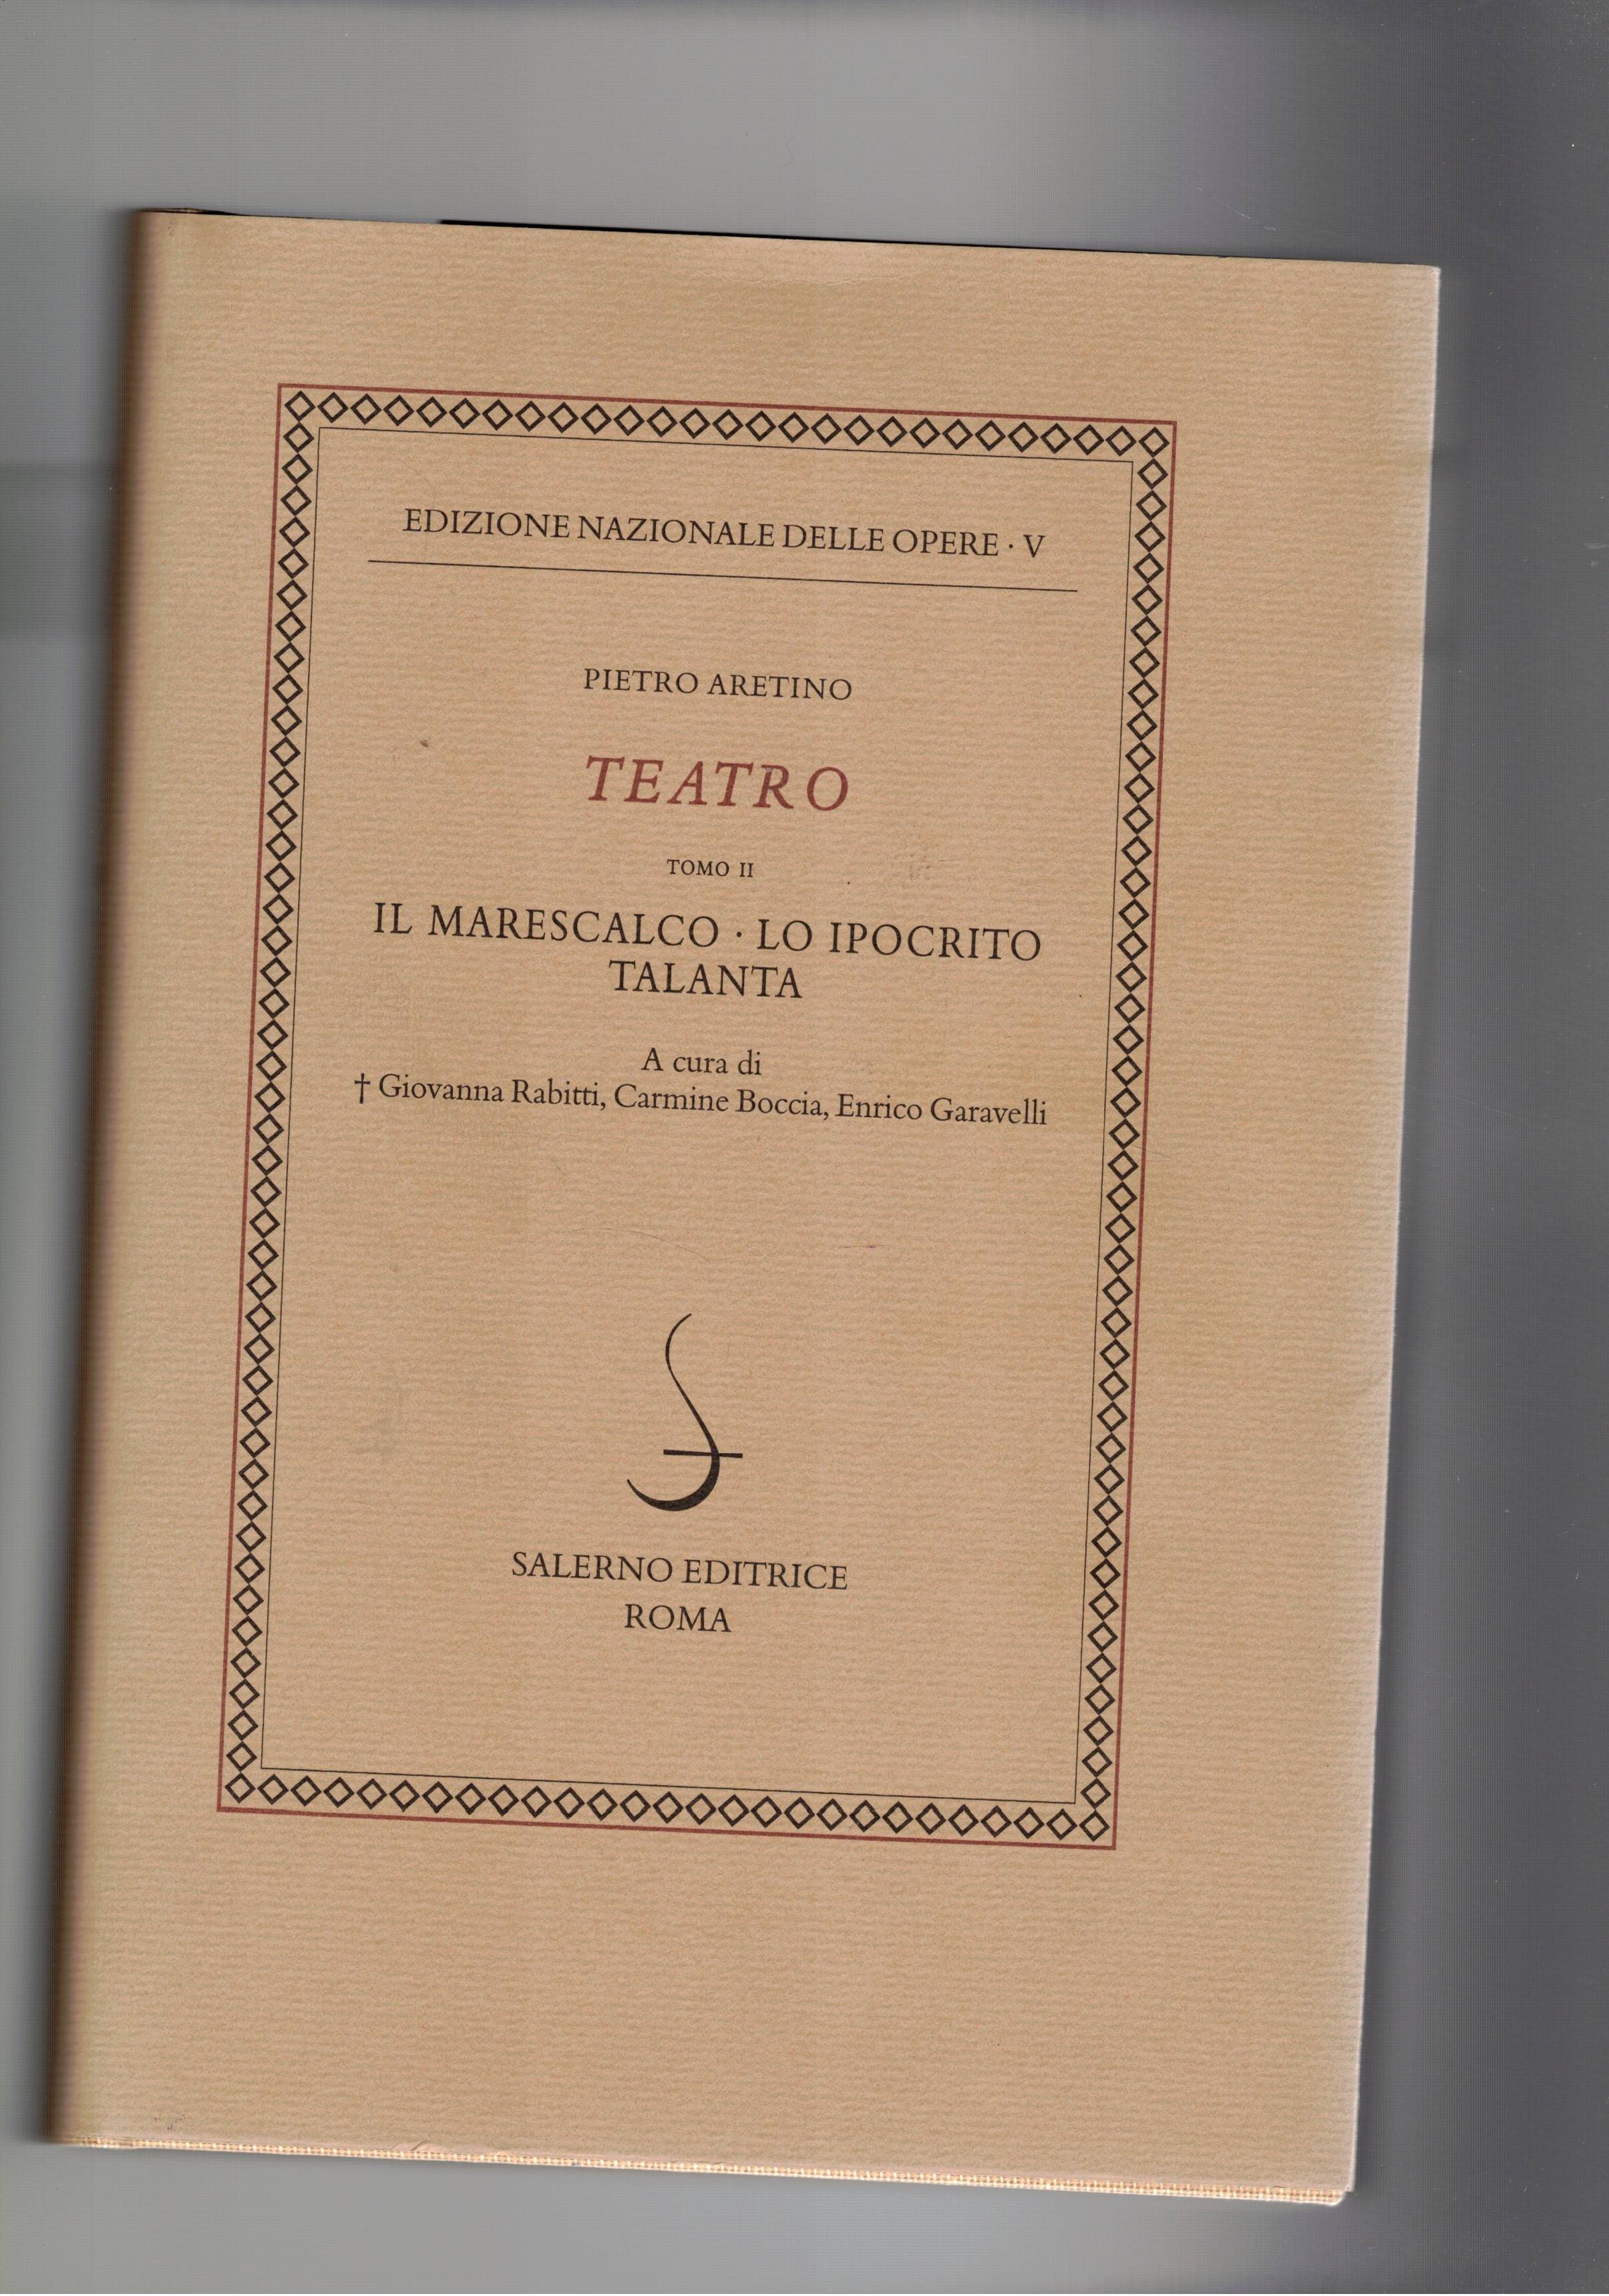 EDIZIONE NAZIONALE DELLE OPERE · V
PIETRO ARETINO
TEATRO
TOMO II
IL MARESCALCO · LO IPOCRITO
TALANTA
A cura di
† Giovanna Rabitti, Carmine Boccia, Enrico Garavelli
SALERNO EDITRICE
ROMA